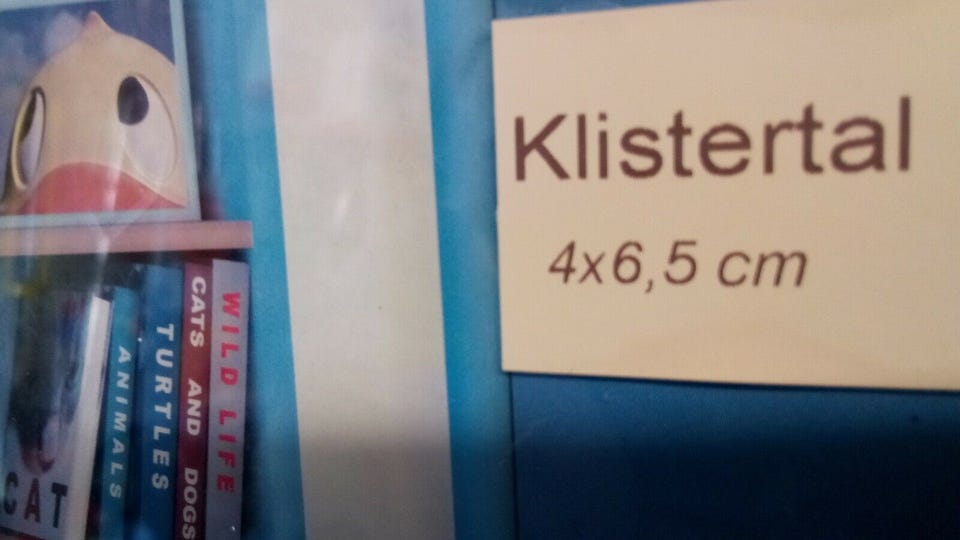 Klistertal
4x6,5 cm
CAT
ANIMALS
TURTLES
CATS AND DOGS
WILD LIFE